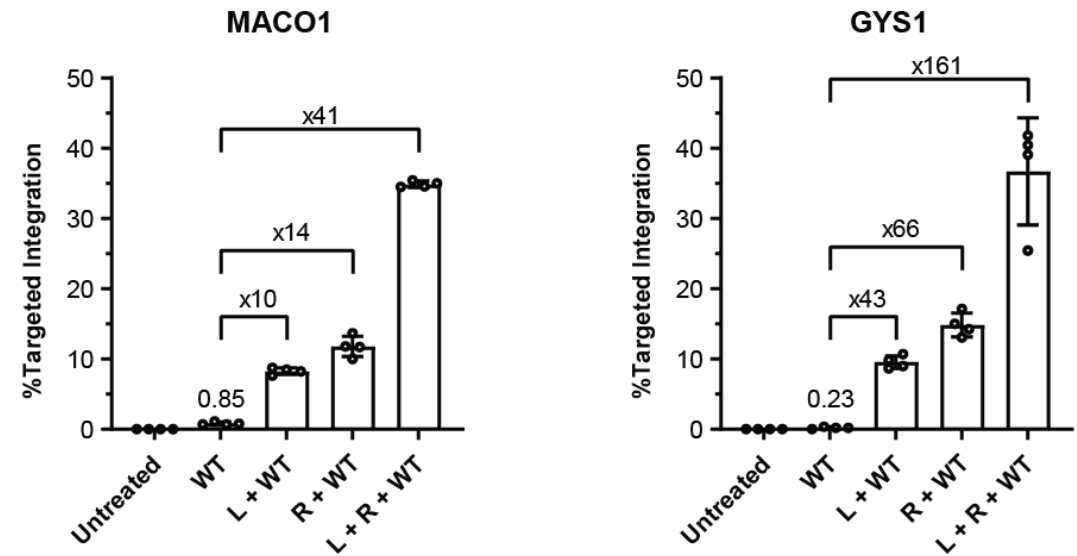 MACO1
%Targeted Integration
50
40
30
20
10
0
x41
x14
x10
0.85
Untreated
WT
L + WT
R + WT
L + R + WT
GYS1
%Targeted Integration
50
40
30
20
10
0
x161
x66
x43
0.23
Untreated
WT
L + WT
R + WT
L + R + WT